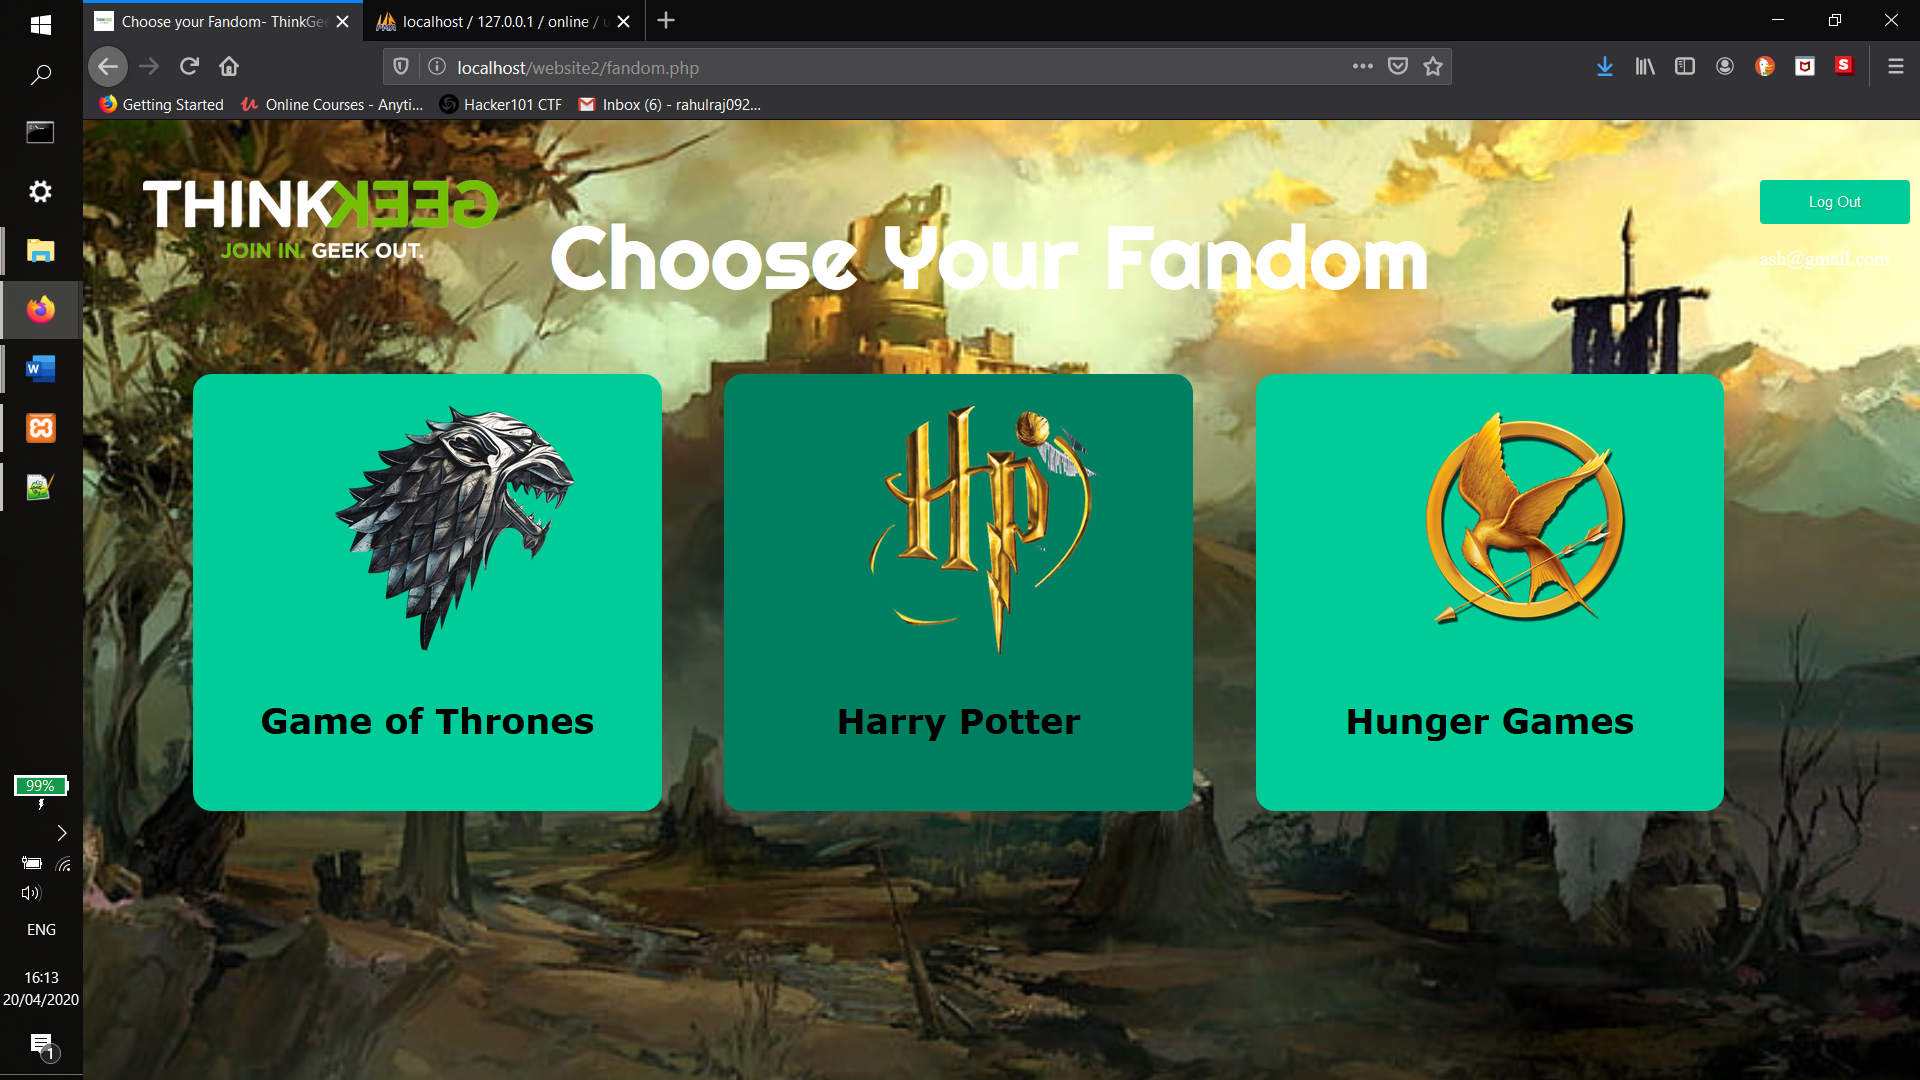 Choose your Fandom- ThinkGee
localhost / 127.0.0.1 / online / u
localhost/website2/fandom.php
Getting Started
Online Courses - Anyti...
Hacker101 CTF
Inbox (6) - rahulraj092...
THINKGEEK
JOIN IN. GEEK OUT.
Choose Your Fandom
Log Out
ash@gmail.com
Game of Thrones
Harry Potter
Hunger Games
99%
ENG
16:13
20/04/2020
1